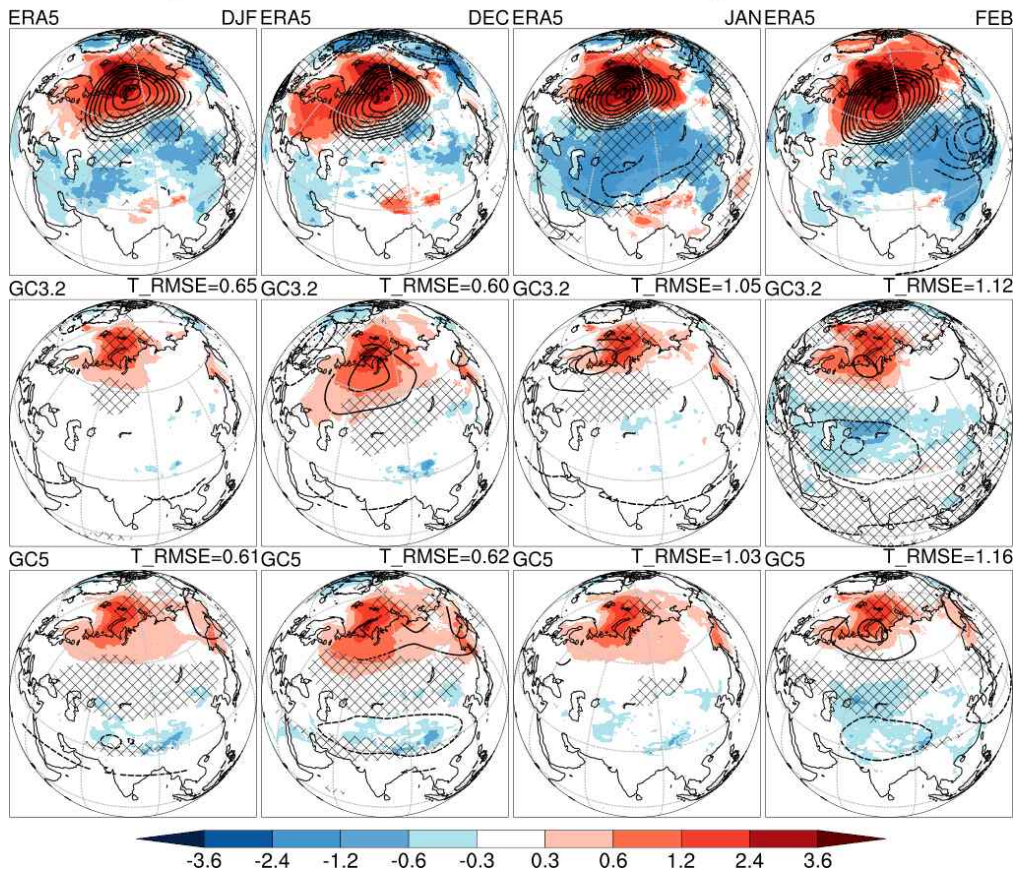 ERA5 DJF ERA5 DEC ERA5 JAN ERA5 FEB
GC3.2 T_RMSE=0.65 GC3.2 T_RMSE=0.60 GC3.2 T_RMSE=1.05 GC3.2 T_RMSE=1.12
GC5 T_RMSE=0.61 GC5 T_RMSE=0.62 GC5 T_RMSE=1.03 GC5 T_RMSE=1.16
-3.6 -2.4 -1.2 -0.6 -0.3 0.3 0.6 1.2 2.4 3.6